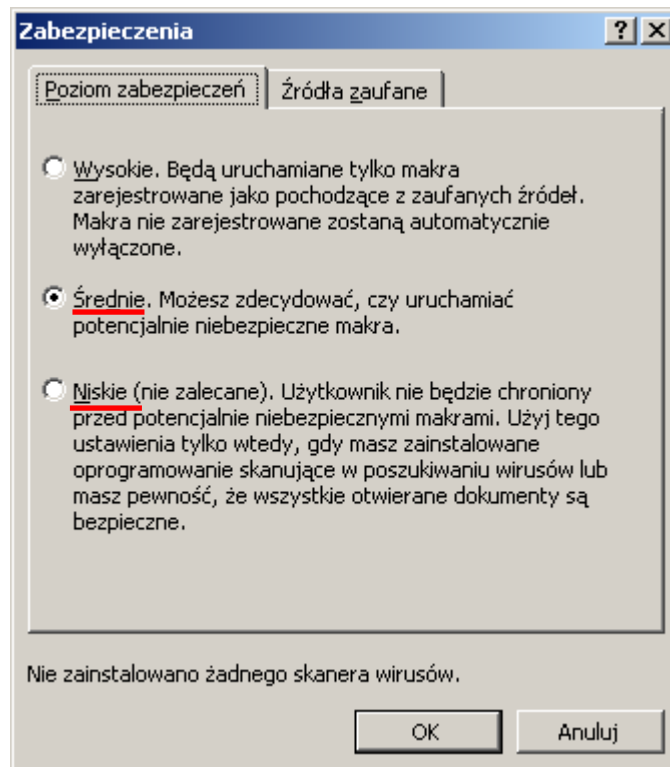 Zabezpieczenia
Poziom zabezpieczeń
Źródła zaufane
Wysokie. Będą uruchamiane tylko makra
zarejestrowane jako pochodzące z zaufanych źródeł.
Makra nie zarejestrowane zostaną automatycznie
wyłączone.
Średnie. Możesz zdecydować, czy uruchamiać
potencjalnie niebezpieczne makra.
Niskie (nie zalecane). Użytkownik nie będzie chroniony
przed potencjalnie niebezpiecznymi makrami. Użyj tego
ustawienia tylko wtedy, gdy masz zainstalowane
oprogramowanie skanujące w poszukiwaniu wirusów lub
masz pewność, że wszystkie otwierane dokumenty są
bezpieczne.
Nie zainstalowano żadnego skanera wirusów.
OK
Anuluj